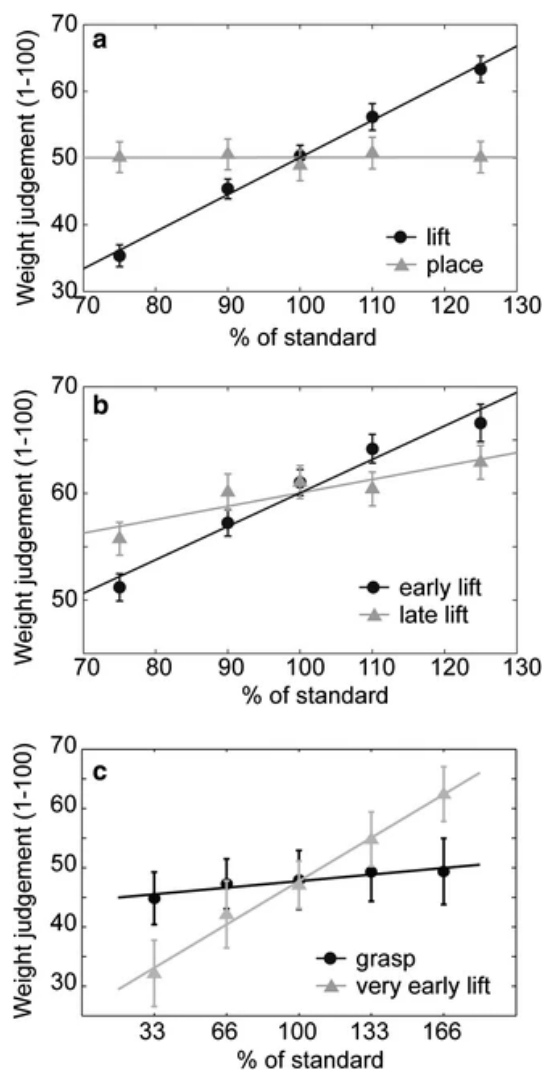 a
Weight judgement (1-100)
70
60
50
40
30
lift
place
70 80 90 100 110 120 130
% of standard
b
Weight judgement (1-100)
70
60
50
early lift
late lift
70 80 90 100 110 120 130
% of standard
c
Weight judgement (1-100)
70
60
50
40
30
grasp
very early lift
33 66 100 133 166
% of standard